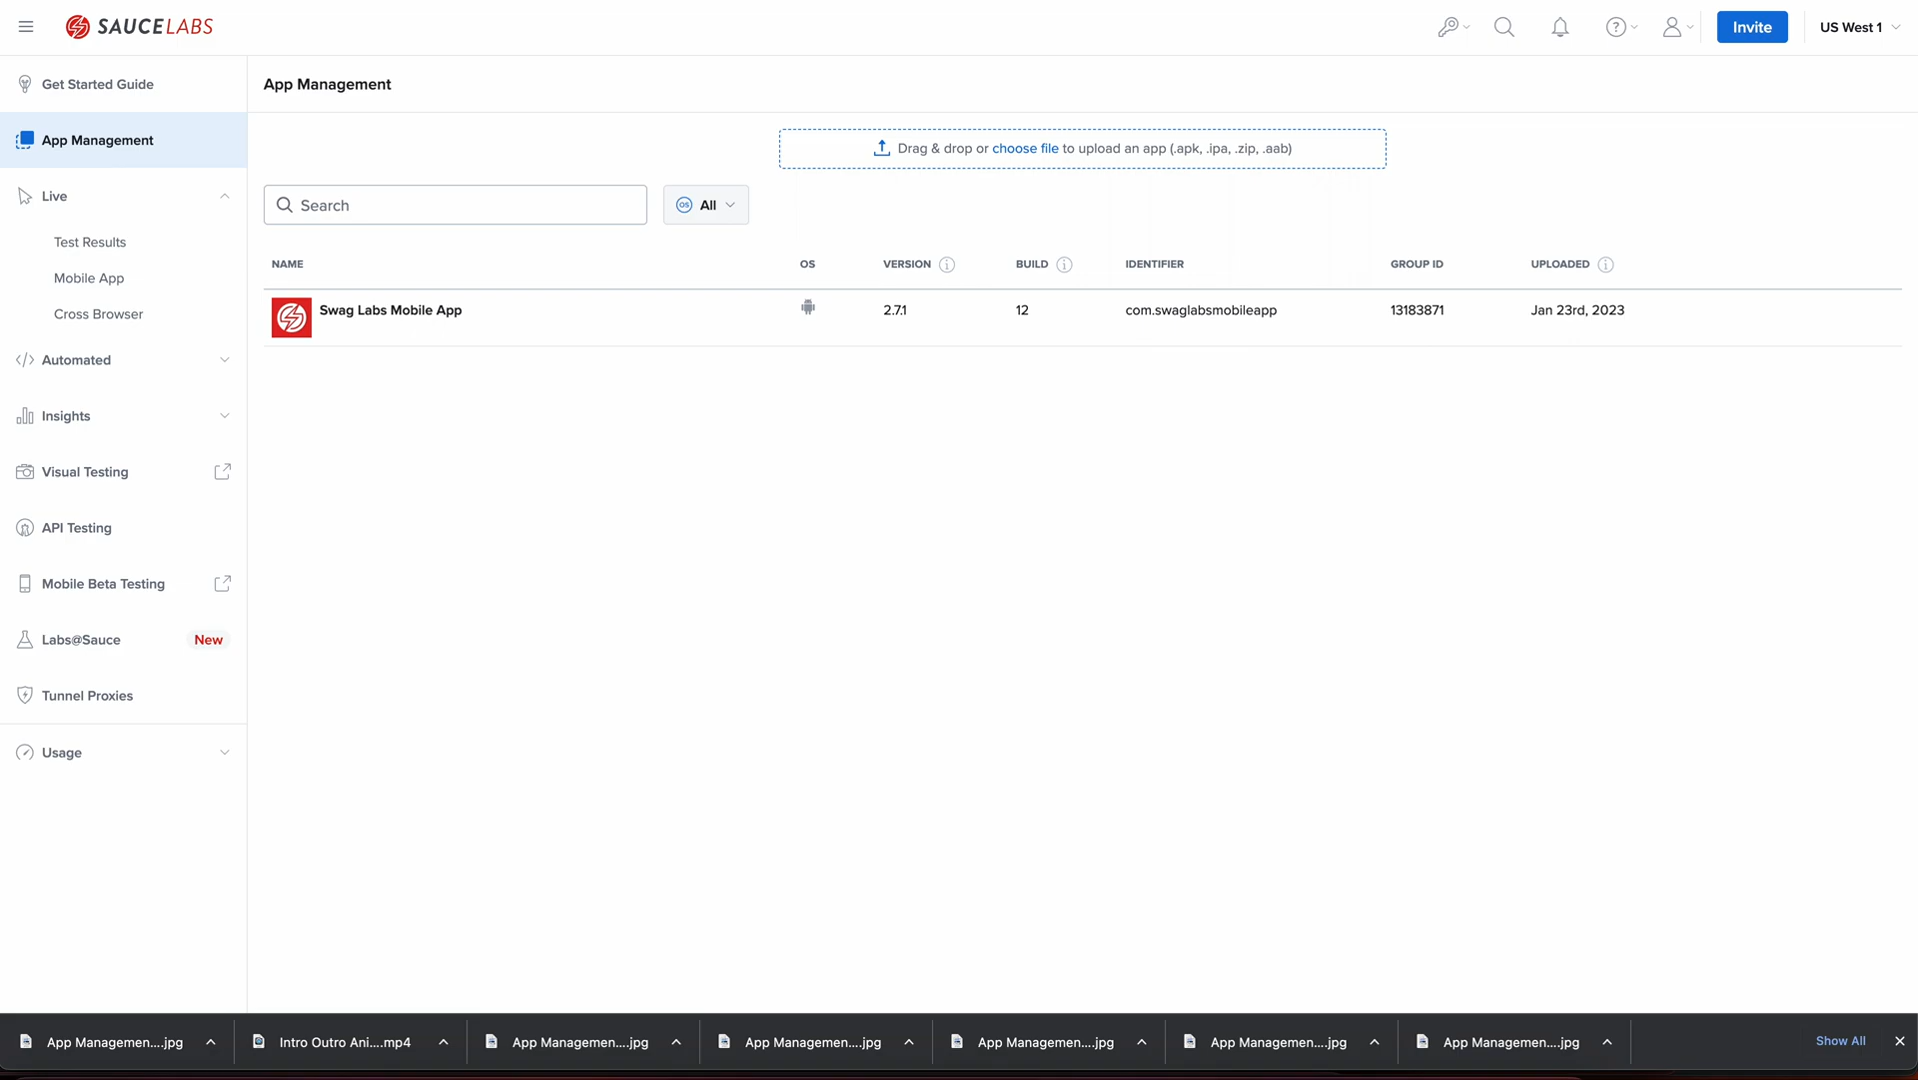 SAUCELABS
Invite
US West 1
Get Started Guide
App Management
Live
Test Results
Mobile App
Cross Browser
Automated
Insights
Visual Testing
API Testing
Mobile Beta Testing
Labs@Sauce New
Tunnel Proxies
Usage
App Management
Drag & drop or choose file to upload an app (.apk, .ipa, .zip, .aab)
Search
OS All
NAME OS VERSION BUILD IDENTIFIER GROUP ID UPLOADED
Swag Labs Mobile App 2.7.1 12 com.swaglabsmobileapp 13183871 Jan 23rd, 2023
App Managemen....jpg Intro Outro Ani....mp4 App Managemen....jpg App Managemen....jpg App Managemen....jpg App Managemen....jpg App Managemen....jpg Show All